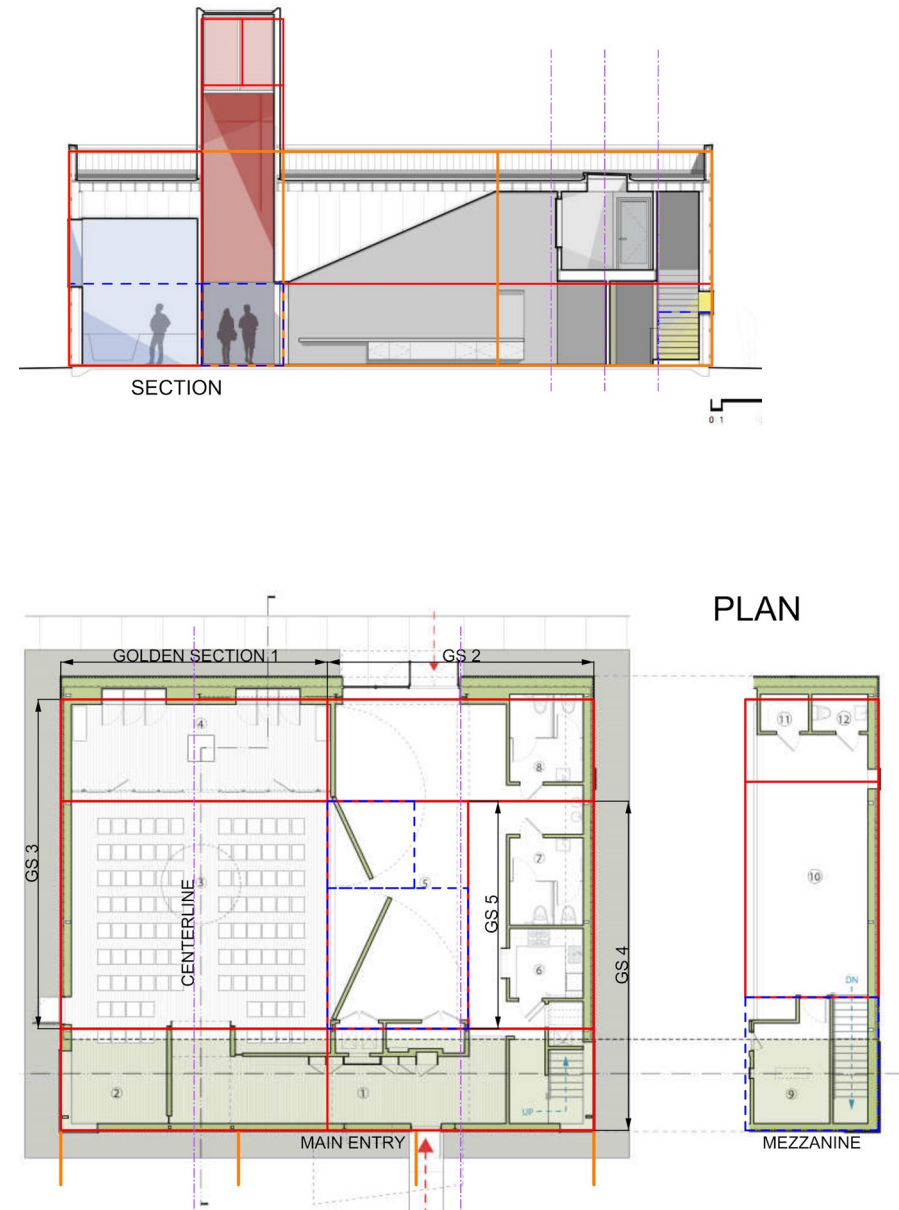 SECTION
0 1
PLAN
GOLDEN SECTION 1
GS 2
4
8
11
12
GS 3
CENTERLINE
3
5
7
GS 5
GS 4
6
10
DN
2
1
UP
9
MAIN ENTRY
MEZZANINE